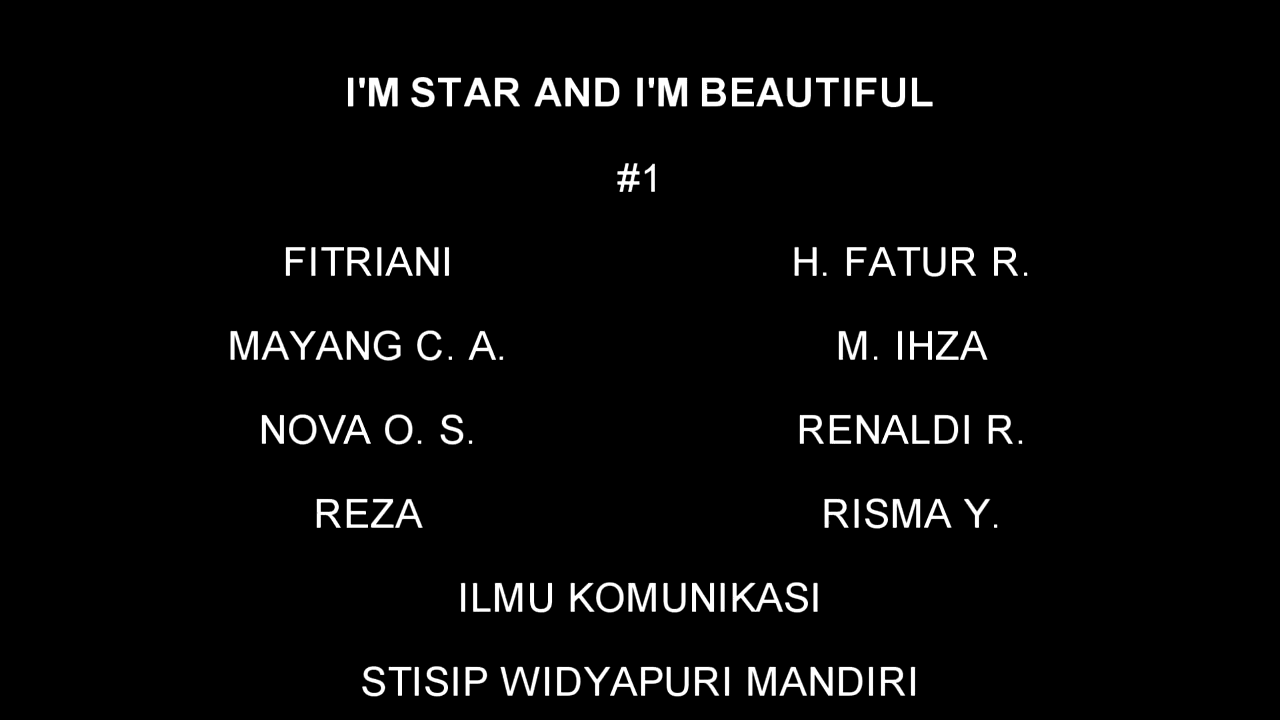 I'M STAR AND I'M BEAUTIFUL
#1
FITRIANI H. FATUR R.
MAYANG C. A. M. IHZA
NOVA O. S. RENALDI R.
REZA RISMA Y.
ILMU KOMUNIKASI
STISIP WIDYAPURI MANDIRI